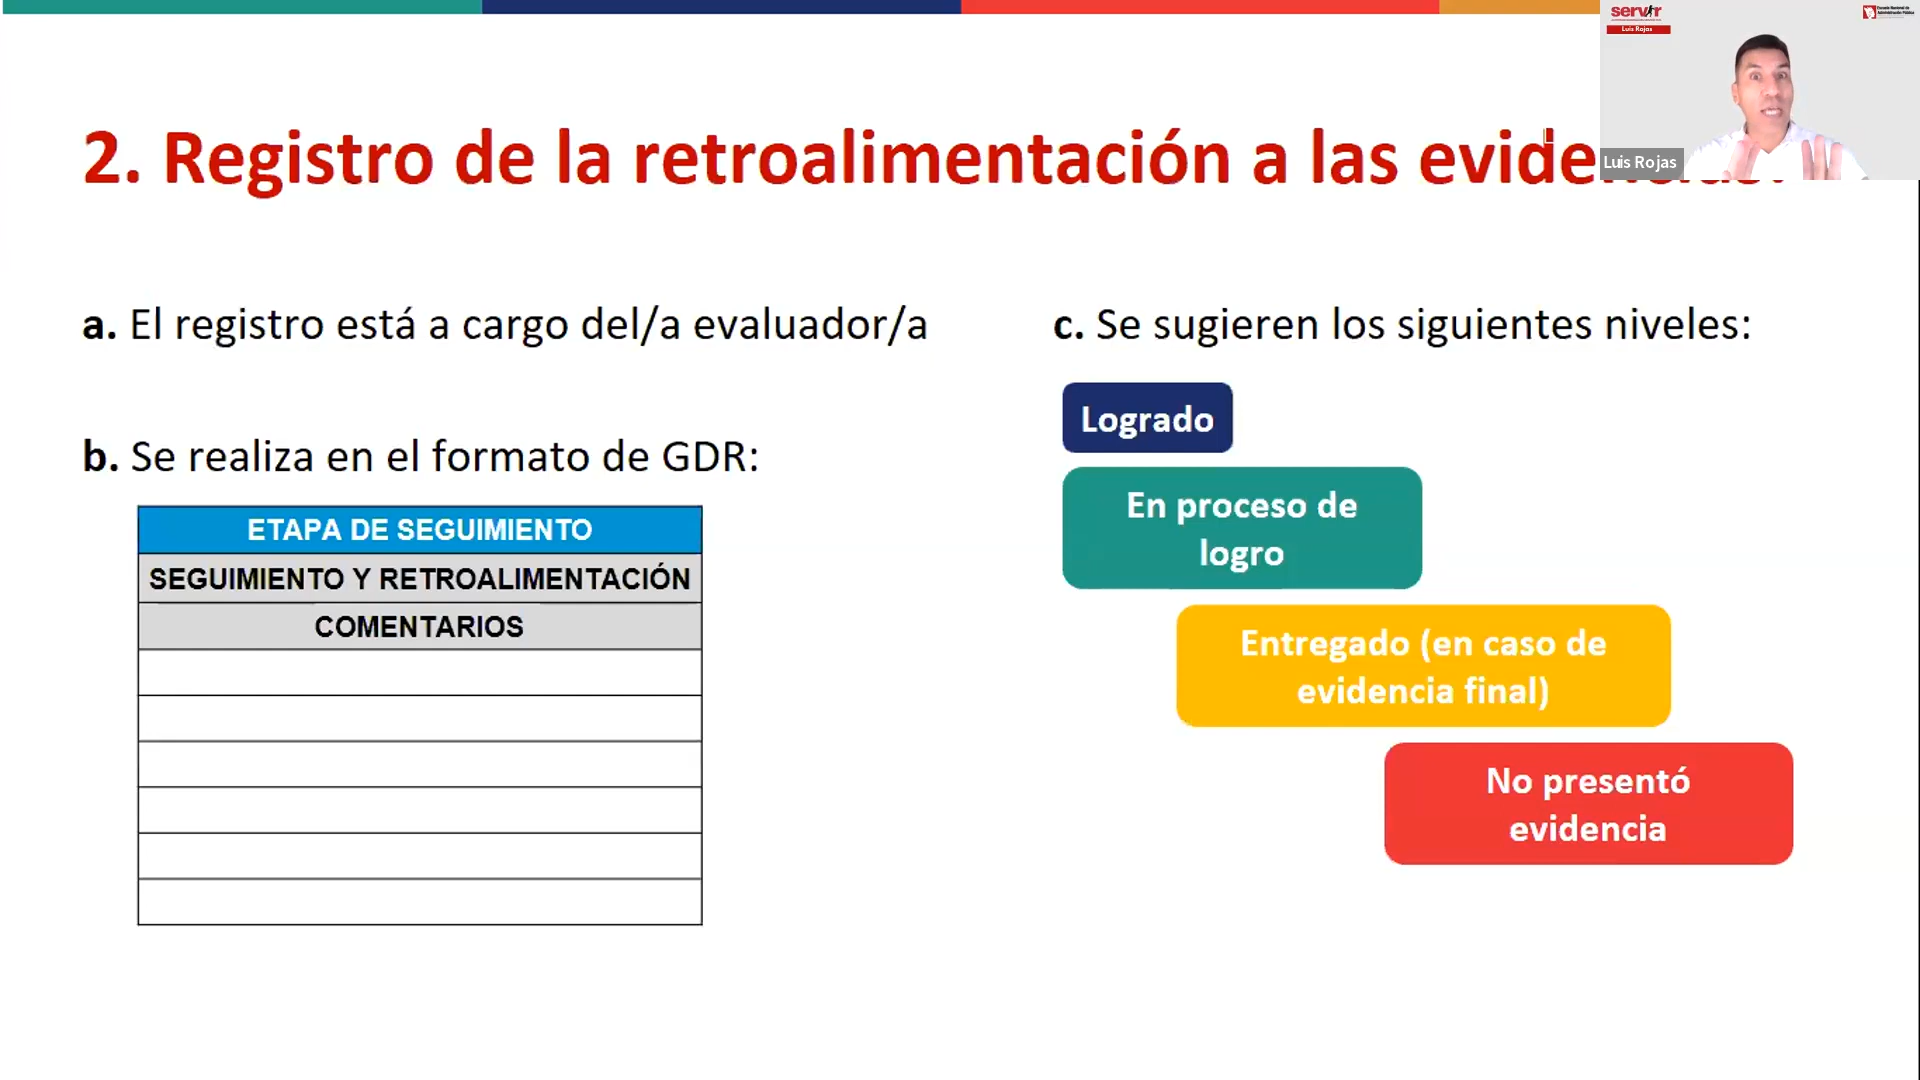 servir
Luis Rojas
Luis Rojas
2. Registro de la retroalimentación a las
a. El registro está a cargo del/a evaluador/a
b. Se realiza en el formato de GDR:
ETAPA DE SEGUIMIENTO
SEGUIMIENTO Y RETROALIMENTACIÓN
COMENTARIOS
c. Se sugieren los siguientes niveles:
Logrado
En proceso de
logro
Entregado (en caso de
evidencia final)
No presentó
evidencia